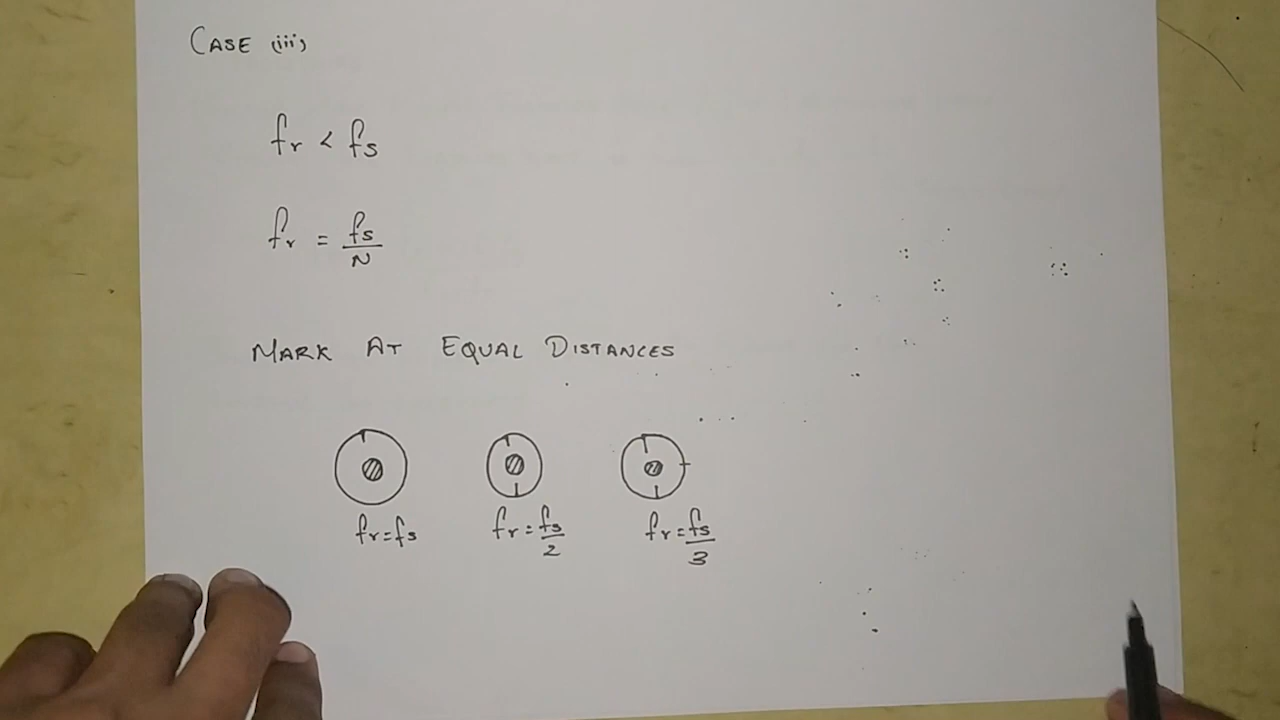 CASE (iii)
fr < fs
fr = fs/N
MARK AT EQUAL DISTANCES
fr=fs fr=fs/2 fr=fs/3